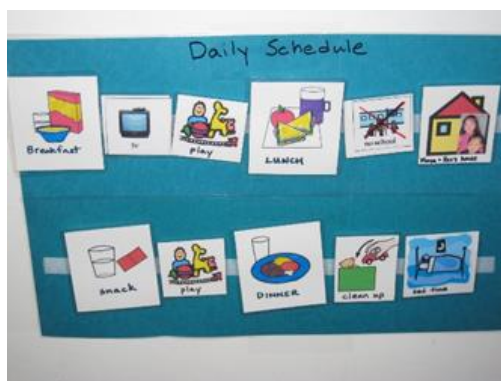 Daily Schedule
Breakfast
tv
play
LUNCH
no school
snack
play
DINNER
clean up
bed time